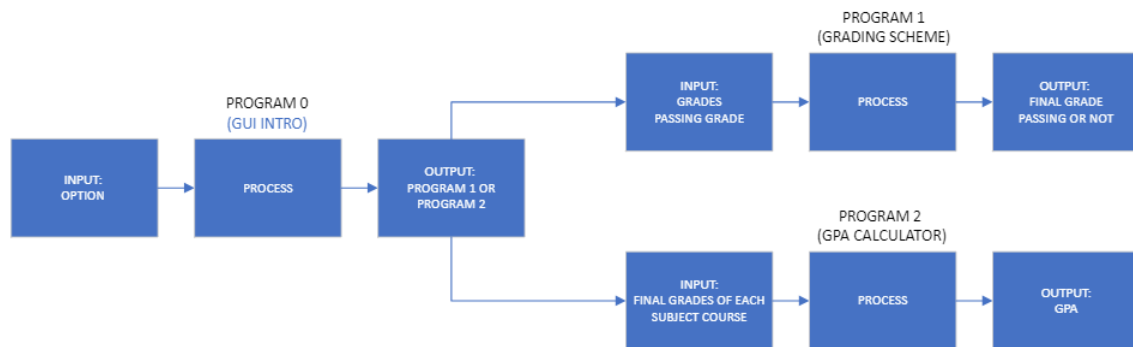 PROGRAM 0
(GUI INTRO)
INPUT:
OPTION
PROCESS
OUTPUT:
PROGRAM 1 OR
PROGRAM 2
PROGRAM 1
(GRADING SCHEME)
INPUT:
GRADES
PASSING GRADE
PROCESS
OUTPUT:
FINAL GRADE
PASSING OR NOT
PROGRAM 2
(GPA CALCULATOR)
INPUT:
FINAL GRADES OF EACH
SUBJECT COURSE
PROCESS
OUTPUT:
GPA